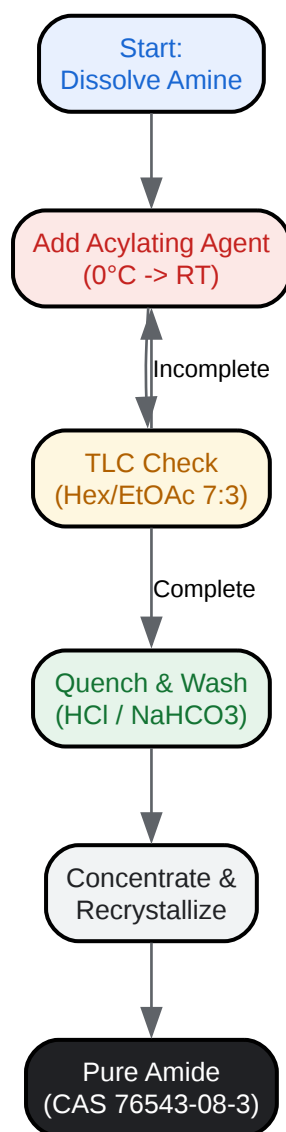 Start:
Dissolve Amine
Add Acylating Agent
(0°C -> RT)
Incomplete
TLC Check
(Hex/EtOAc 7:3)
Complete
Quench & Wash
(HCl / NaHCO3)
Concentrate &
Recrystallize
Pure Amide
(CAS 76543-08-3)